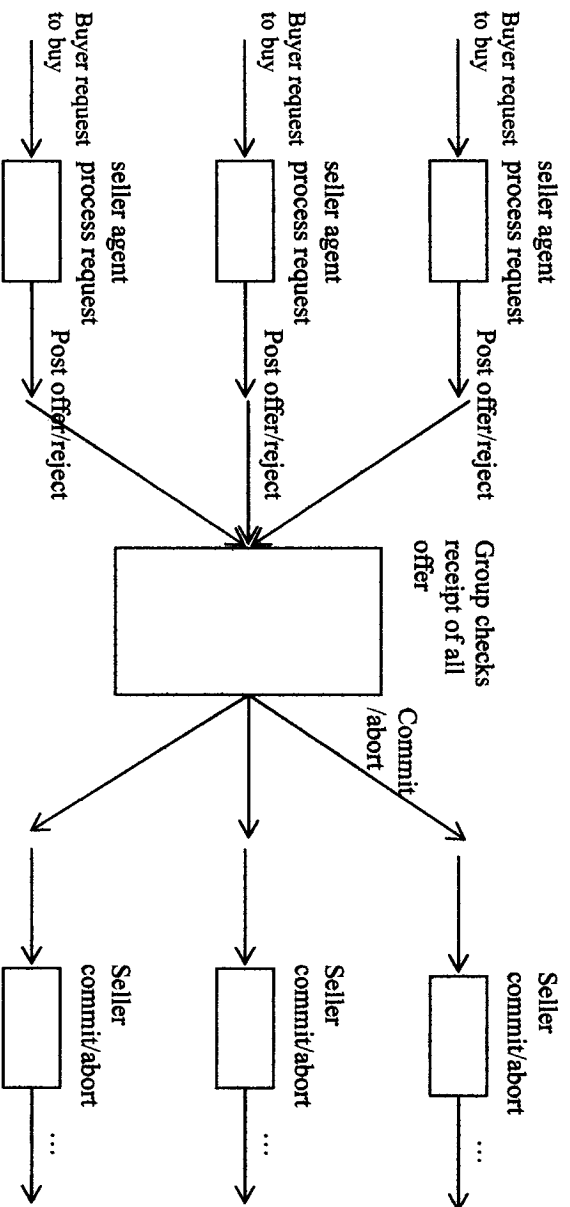 Buyer request
to buy
seller agent
process request
Post offer/reject
Buyer request
to buy
seller agent
process request
Post offer/reject
Buyer request
to buy
seller agent
process request
Post offer/reject
Group checks
receipt of all
offer
Commit
/abort
Seller
commit/abort
...
Seller
commit/abort
...
Seller
commit/abort
...